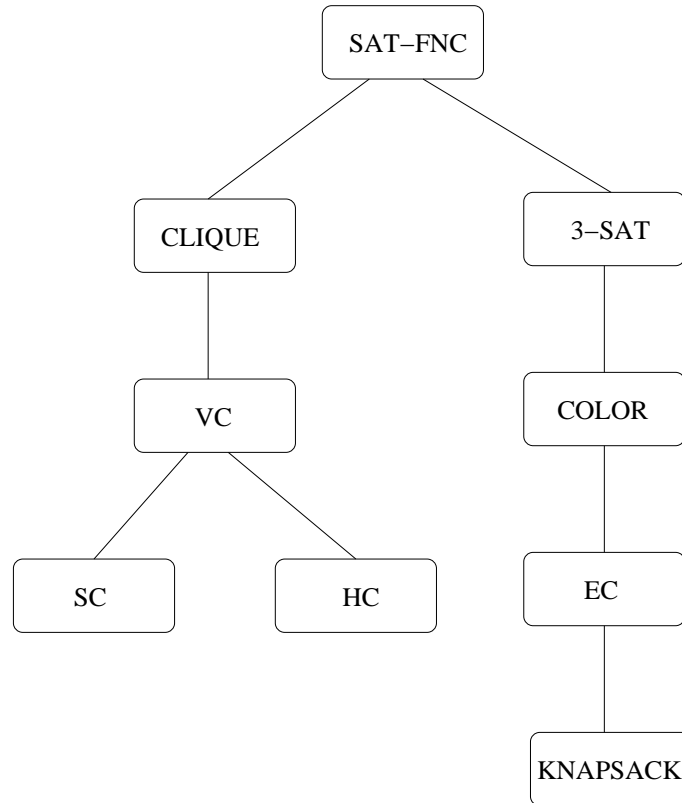 SAT–FNC
CLIQUE
3–SAT
VC
COLOR
SC
HC
EC
KNAPSACK